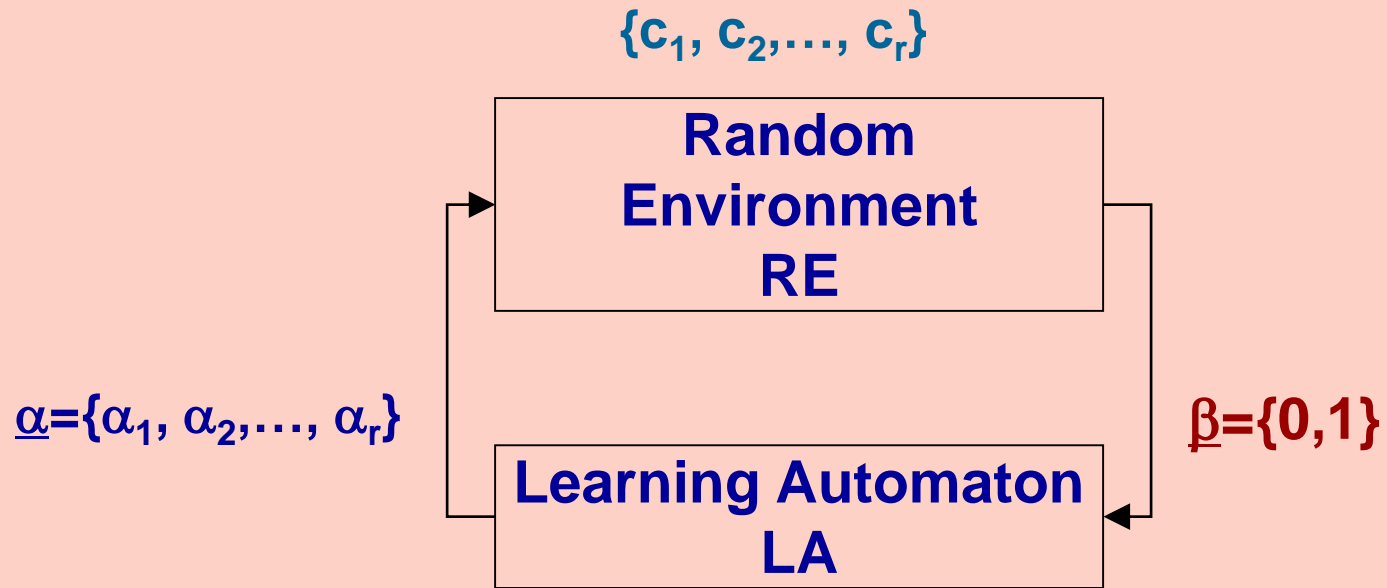 {c₁, c₂,…, cᵣ}
Random
Environment
RE
α={α₁, α₂,…, αᵣ}
β={0,1}
Learning Automaton
LA